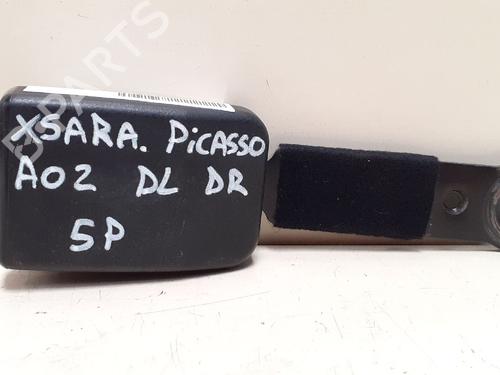 XSARA. PiCASSO
A02 DL DR
5P